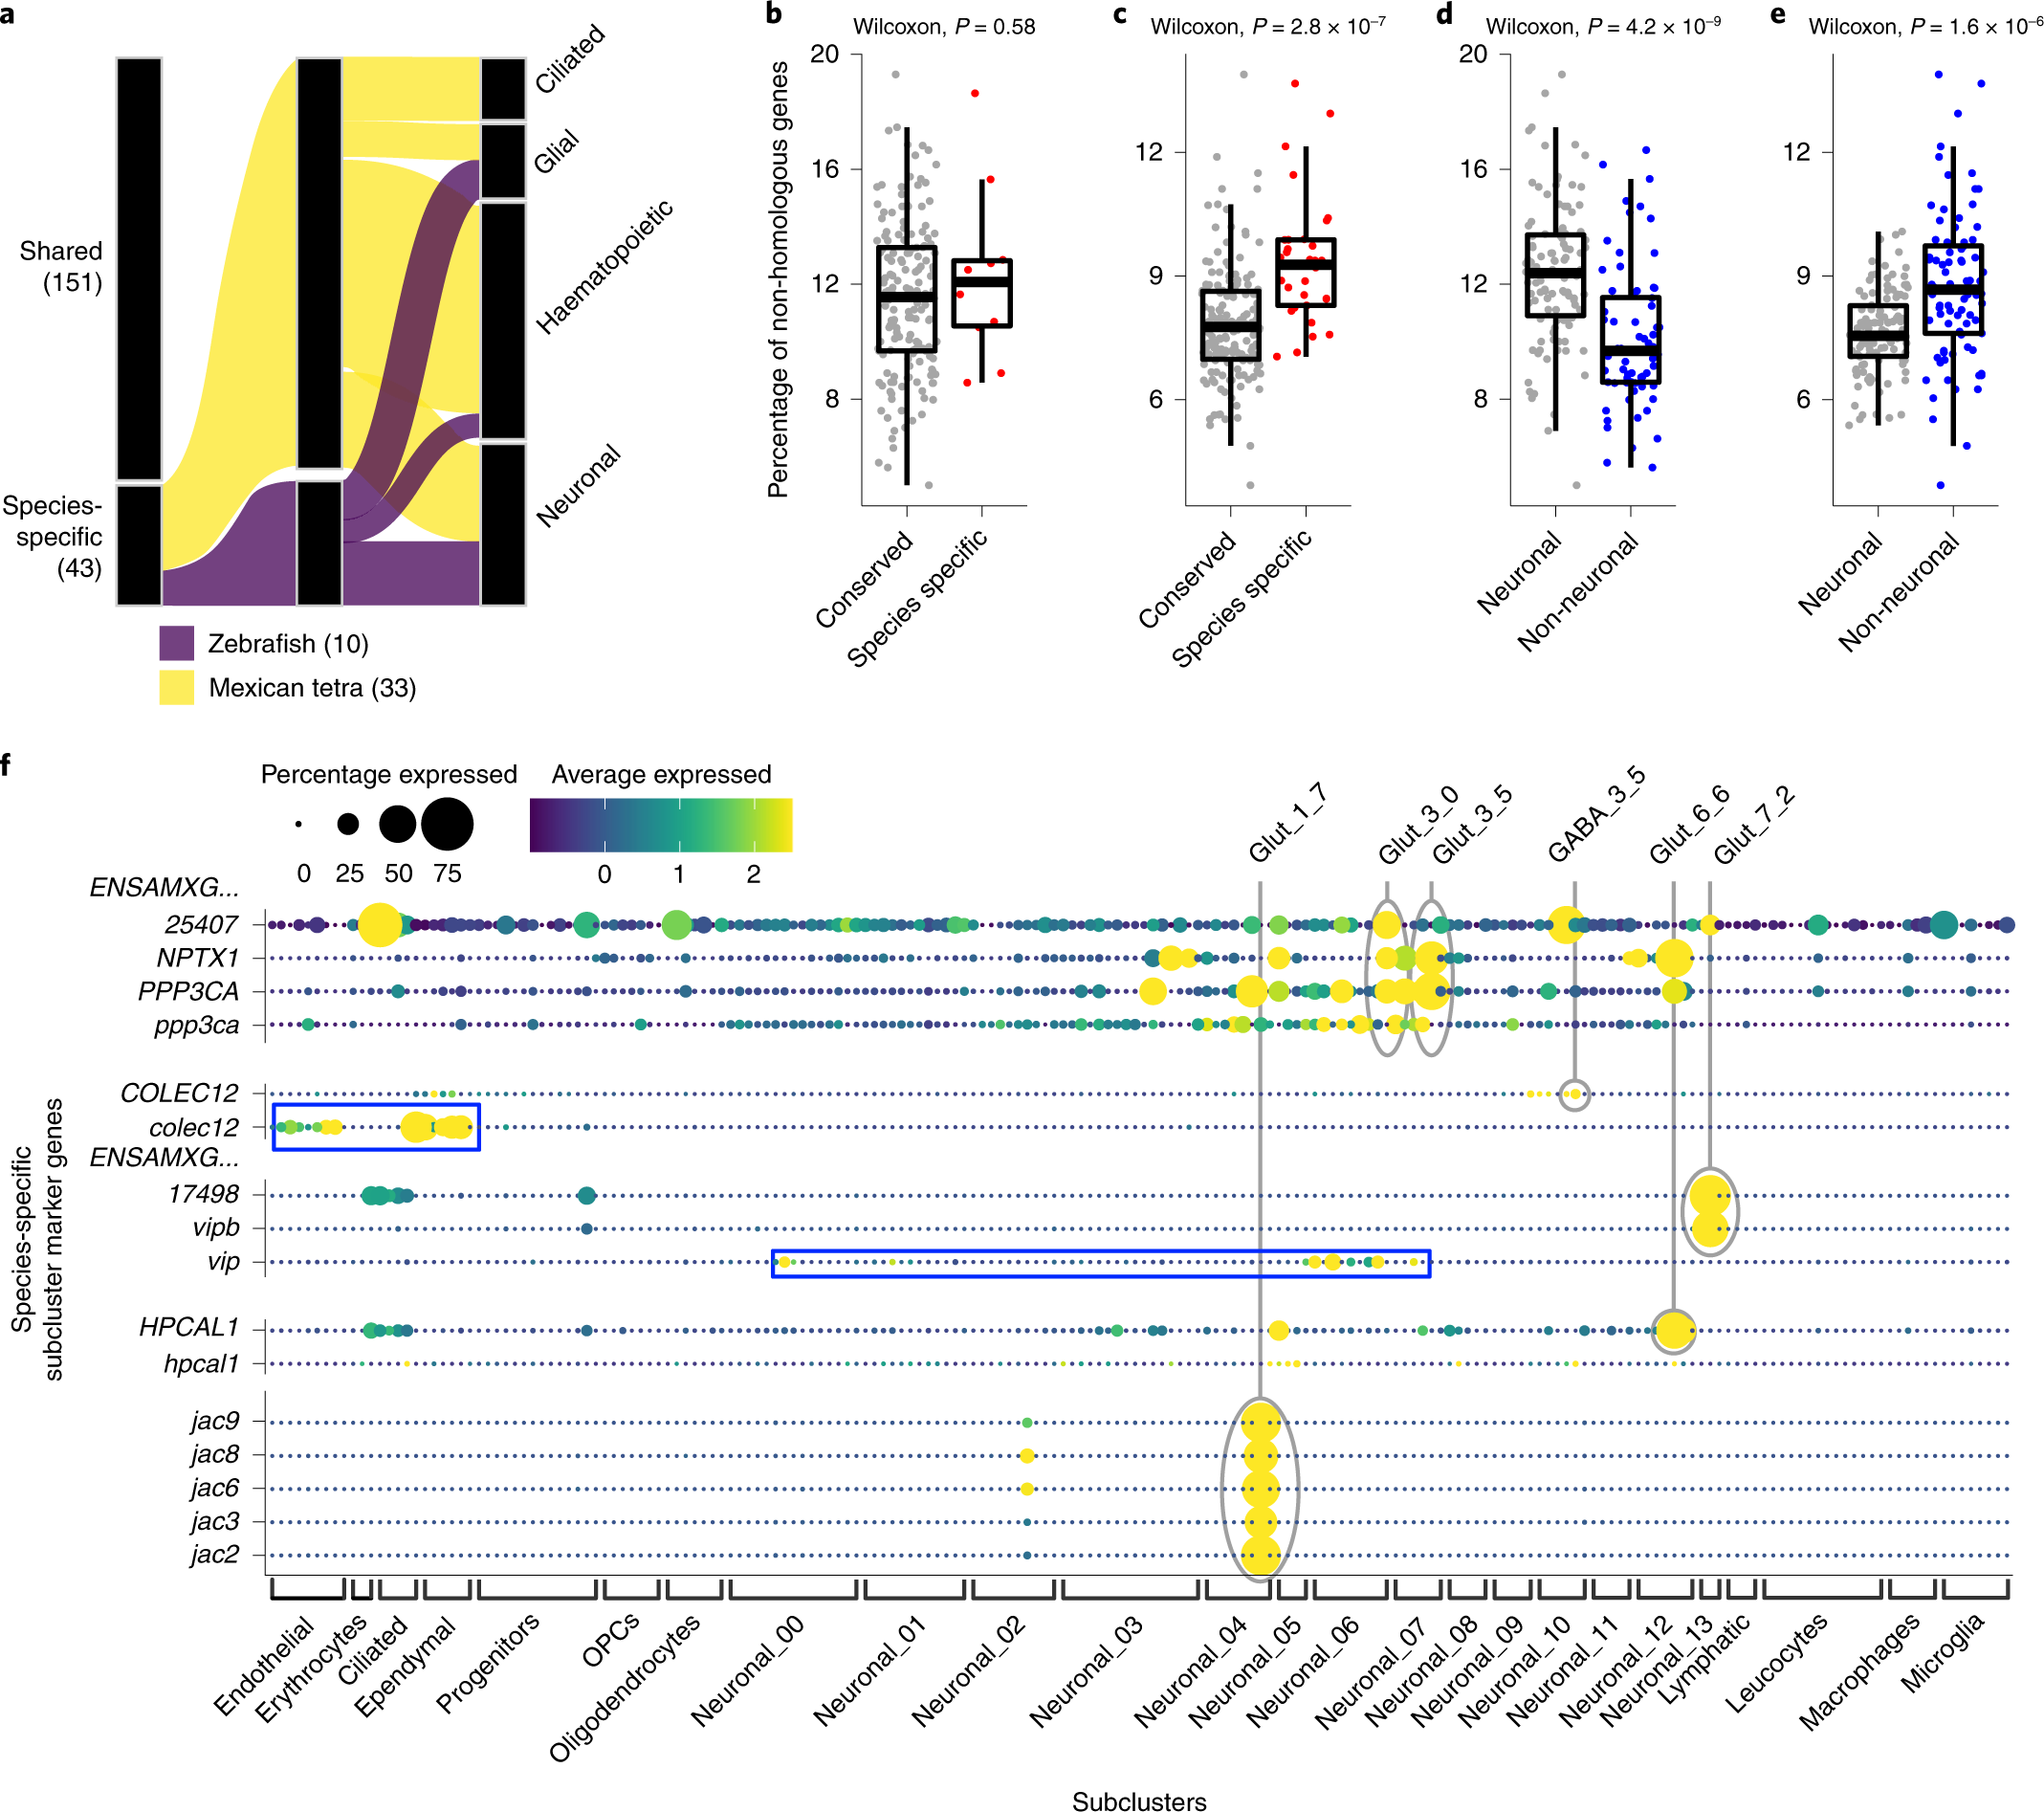 a
Shared
(151)
Species-
specific
(43)
Ciliated
Glial
Haematopoietic
Neuronal
Zebrafish (10)
Mexican tetra (33)
b
Wilcoxon, P = 0.58
Percentage of non-homologous genes
20
16
12
8
Conserved
Species specific
c
Wilcoxon, P = 2.8 × 10⁻⁷
12
9
6
Conserved
Species specific
d
Wilcoxon, P = 4.2 × 10⁻⁹
20
16
12
8
Neuronal
Non-neuronal
e
Wilcoxon, P = 1.6 × 10⁻⁶
12
9
6
Neuronal
Non-neuronal
f
Percentage expressed
0 25 50 75
Average expressed
0 1 2
Glut_1_7
Glut_3_0
Glut_3_5
GABA_3_5
Glut_6_6
Glut_7_2
Species-specific
subcluster marker genes
ENSAMXG...
25407
NPTX1
PPP3CA
ppp3ca
COLEC12
colec12
ENSAMXG...
17498
vipb
vip
HPCAL1
hpcal1
jac9
jac8
jac6
jac3
jac2
Endothelial
Erythrocytes
Ciliated
Ependymal
Progenitors
OPCs
Oligodendrocytes
Neuronal_00
Neuronal_01
Neuronal_02
Neuronal_03
Neuronal_04
Neuronal_05
Neuronal_06
Neuronal_07
Neuronal_08
Neuronal_09
Neuronal_10
Neuronal_11
Neuronal_12
Neuronal_13
Lymphatic
Leucocytes
Macrophages
Microglia
Subclusters